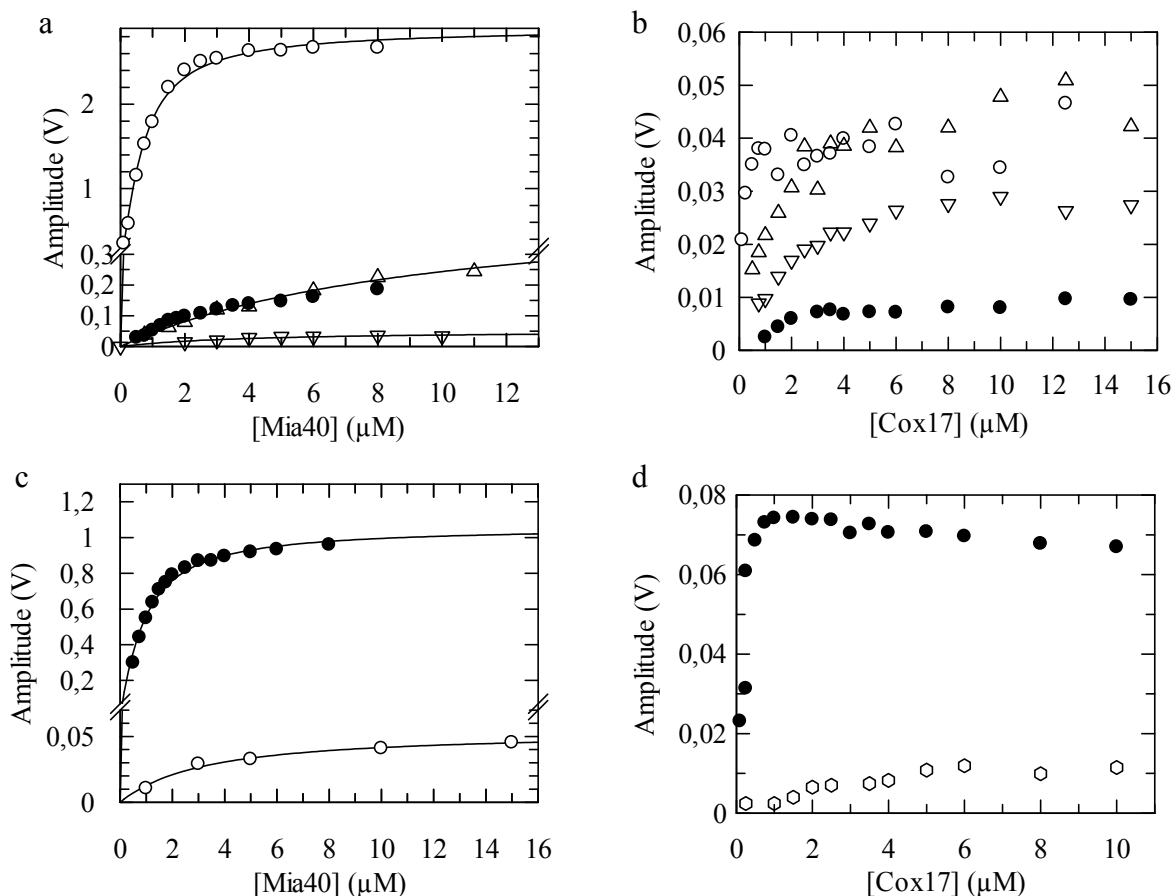 a
Amplitude (V)
2
1
0,3
0,2
0,1
0
0 2 4 6 8 10 12
[Mia40] (µM)
b
Amplitude (V)
0,06
0,05
0,04
0,03
0,02
0,01
0
0 2 4 6 8 10 12 14 16
[Cox17] (µM)
c
Amplitude (V)
1,2
1
0,8
0,6
0,4
0,2
0,05
0
0 2 4 6 8 10 12 14 16
[Mia40] (µM)
d
Amplitude (V)
0,08
0,06
0,04
0,02
0
0 2 4 6 8 10
[Cox17] (µM)